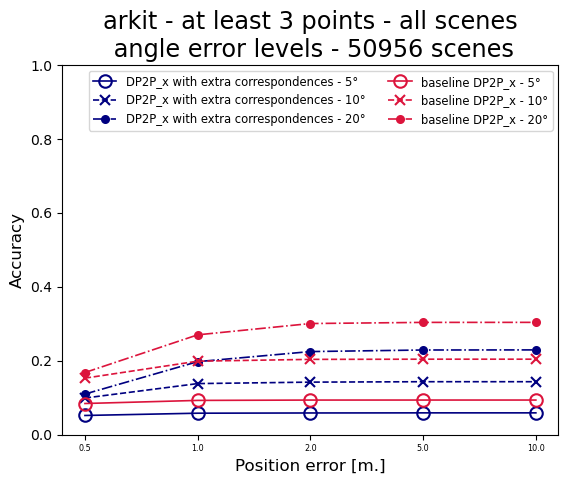 arkit - at least 3 points - all scenes
angle error levels - 50956 scenes
DP2P_x with extra correspondences - 5°
DP2P_x with extra correspondences - 10°
DP2P_x with extra correspondences - 20°
baseline DP2P_x - 5°
baseline DP2P_x - 10°
baseline DP2P_x - 20°
Accuracy
1.0
0.8
0.6
0.4
0.2
0.0
0.5 1.0 2.0 5.0 10.0
Position error [m.]